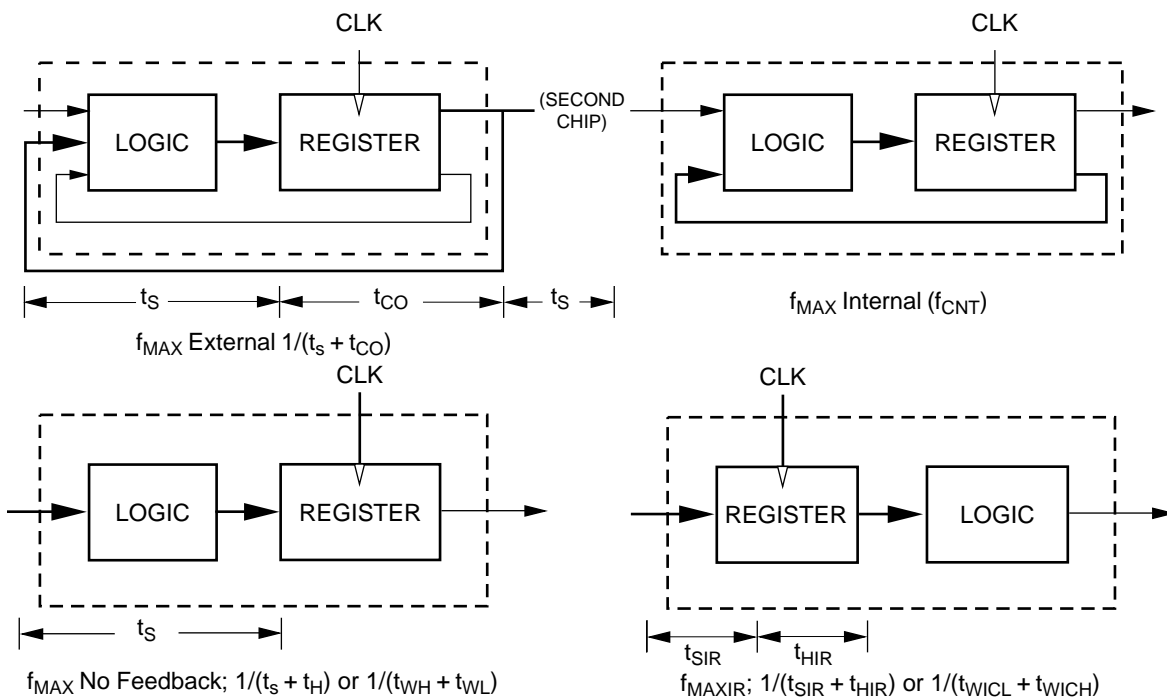 CLK
LOGIC
REGISTER
(SECOND
CHIP)
tS
tCO
tS
fMAX External 1/(ts + tCO)
CLK
LOGIC
REGISTER
fMAX Internal (fCNT)
CLK
LOGIC
REGISTER
tS
fMAX No Feedback; 1/(ts + tH) or 1/(tWH + tWL)
CLK
REGISTER
LOGIC
tSIR
tHIR
fMAXIR; 1/(tSIR + tHIR) or 1/(tWICL + tWICH)